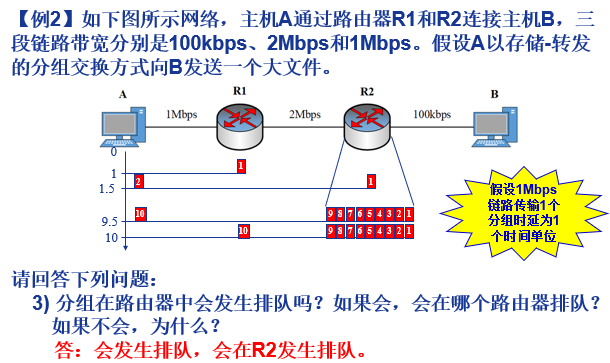 【例2】如下图所示网络，主机A通过路由器R1和R2连接主机B，三
段链路带宽分别是100kbps、2Mbps和1Mbps。假设A以存储-转发
的分组交换方式向B发送一个大文件。
A
R1
R2
B
1Mbps
2Mbps
100kbps
0
1
1
2
1
1.5
10
9 8 7 6 5 4 3 2 1
9.5
10
9 8 7 6 5 4 3 2 1
10
假设1Mbps
链路传输1个
分组时延为1
个时间单位
请回答下列问题：
3) 分组在路由器中会发生排队吗？如果会，会在哪个路由器排队？
如果不会，为什么？
答：会发生排队，会在R2发生排队。